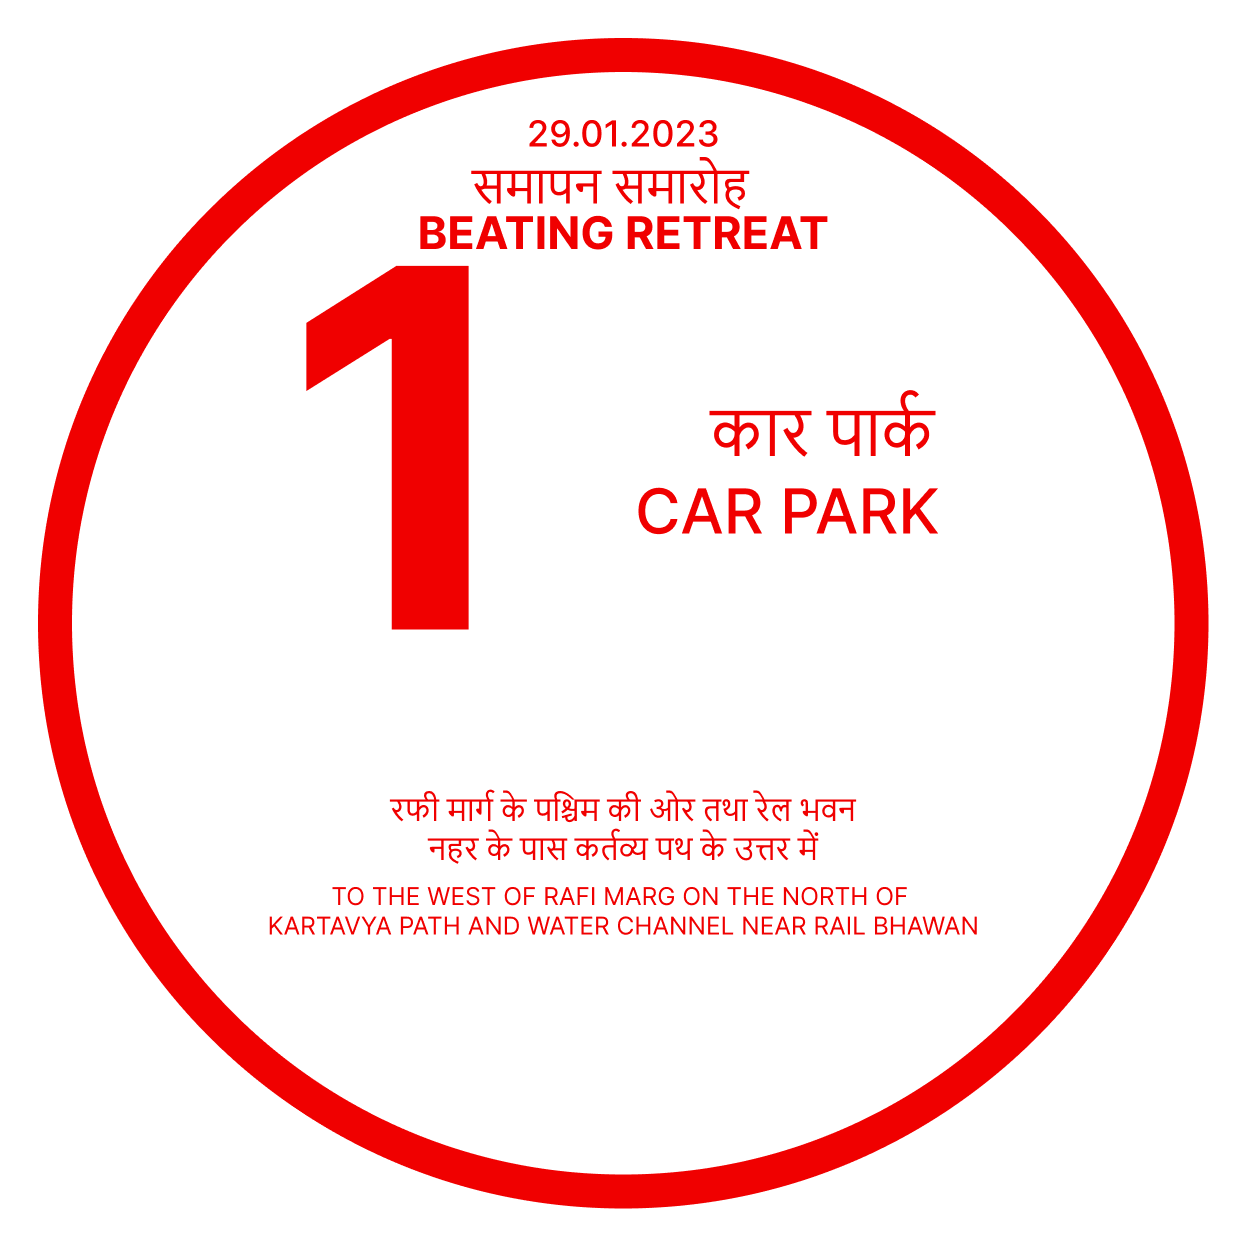 29.01.2023
समापन समारोह
BEATING RETREAT
1
कार पार्क
CAR PARK
रफी मार्ग के पश्चिम की ओर तथा रेल भवन
नहर के पास कर्तव्य पथ के उत्तर में
TO THE WEST OF RAFI MARG ON THE NORTH OF
KARTAVYA PATH AND WATER CHANNEL NEAR RAIL BHAWAN